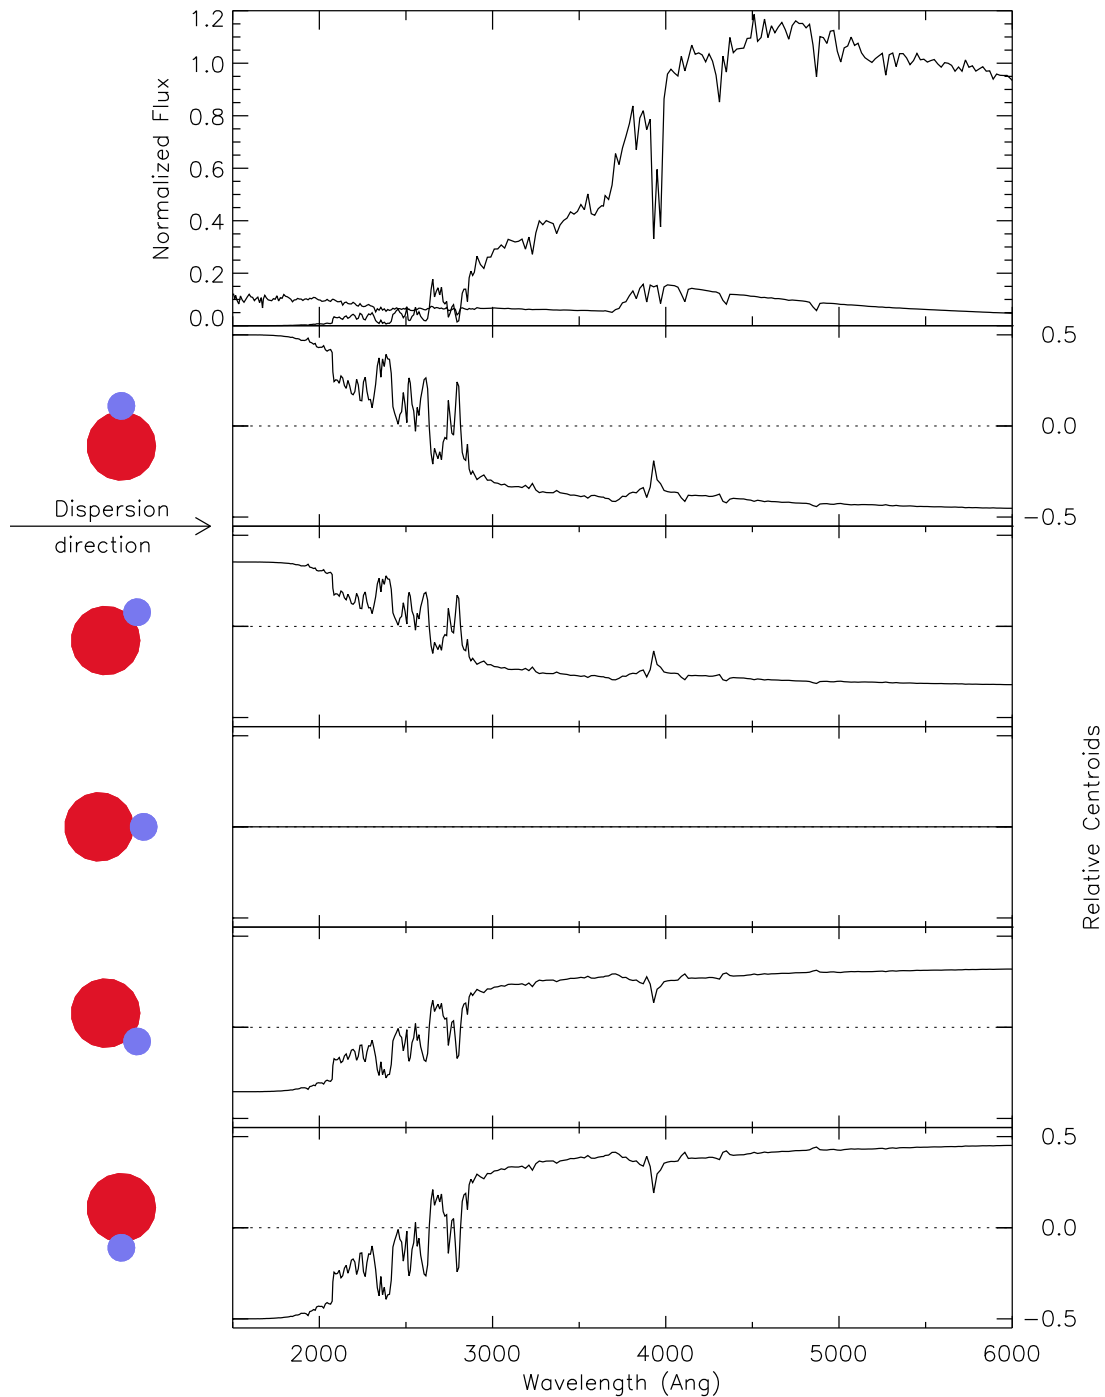 1.2
1.0
0.8
0.6
0.4
0.2
0.0
Normalized Flux
0.5
0.0
−0.5
Dispersion
direction
Relative Centroids
0.5
0.0
−0.5
2000 3000 4000 5000 6000
Wavelength (Ang)